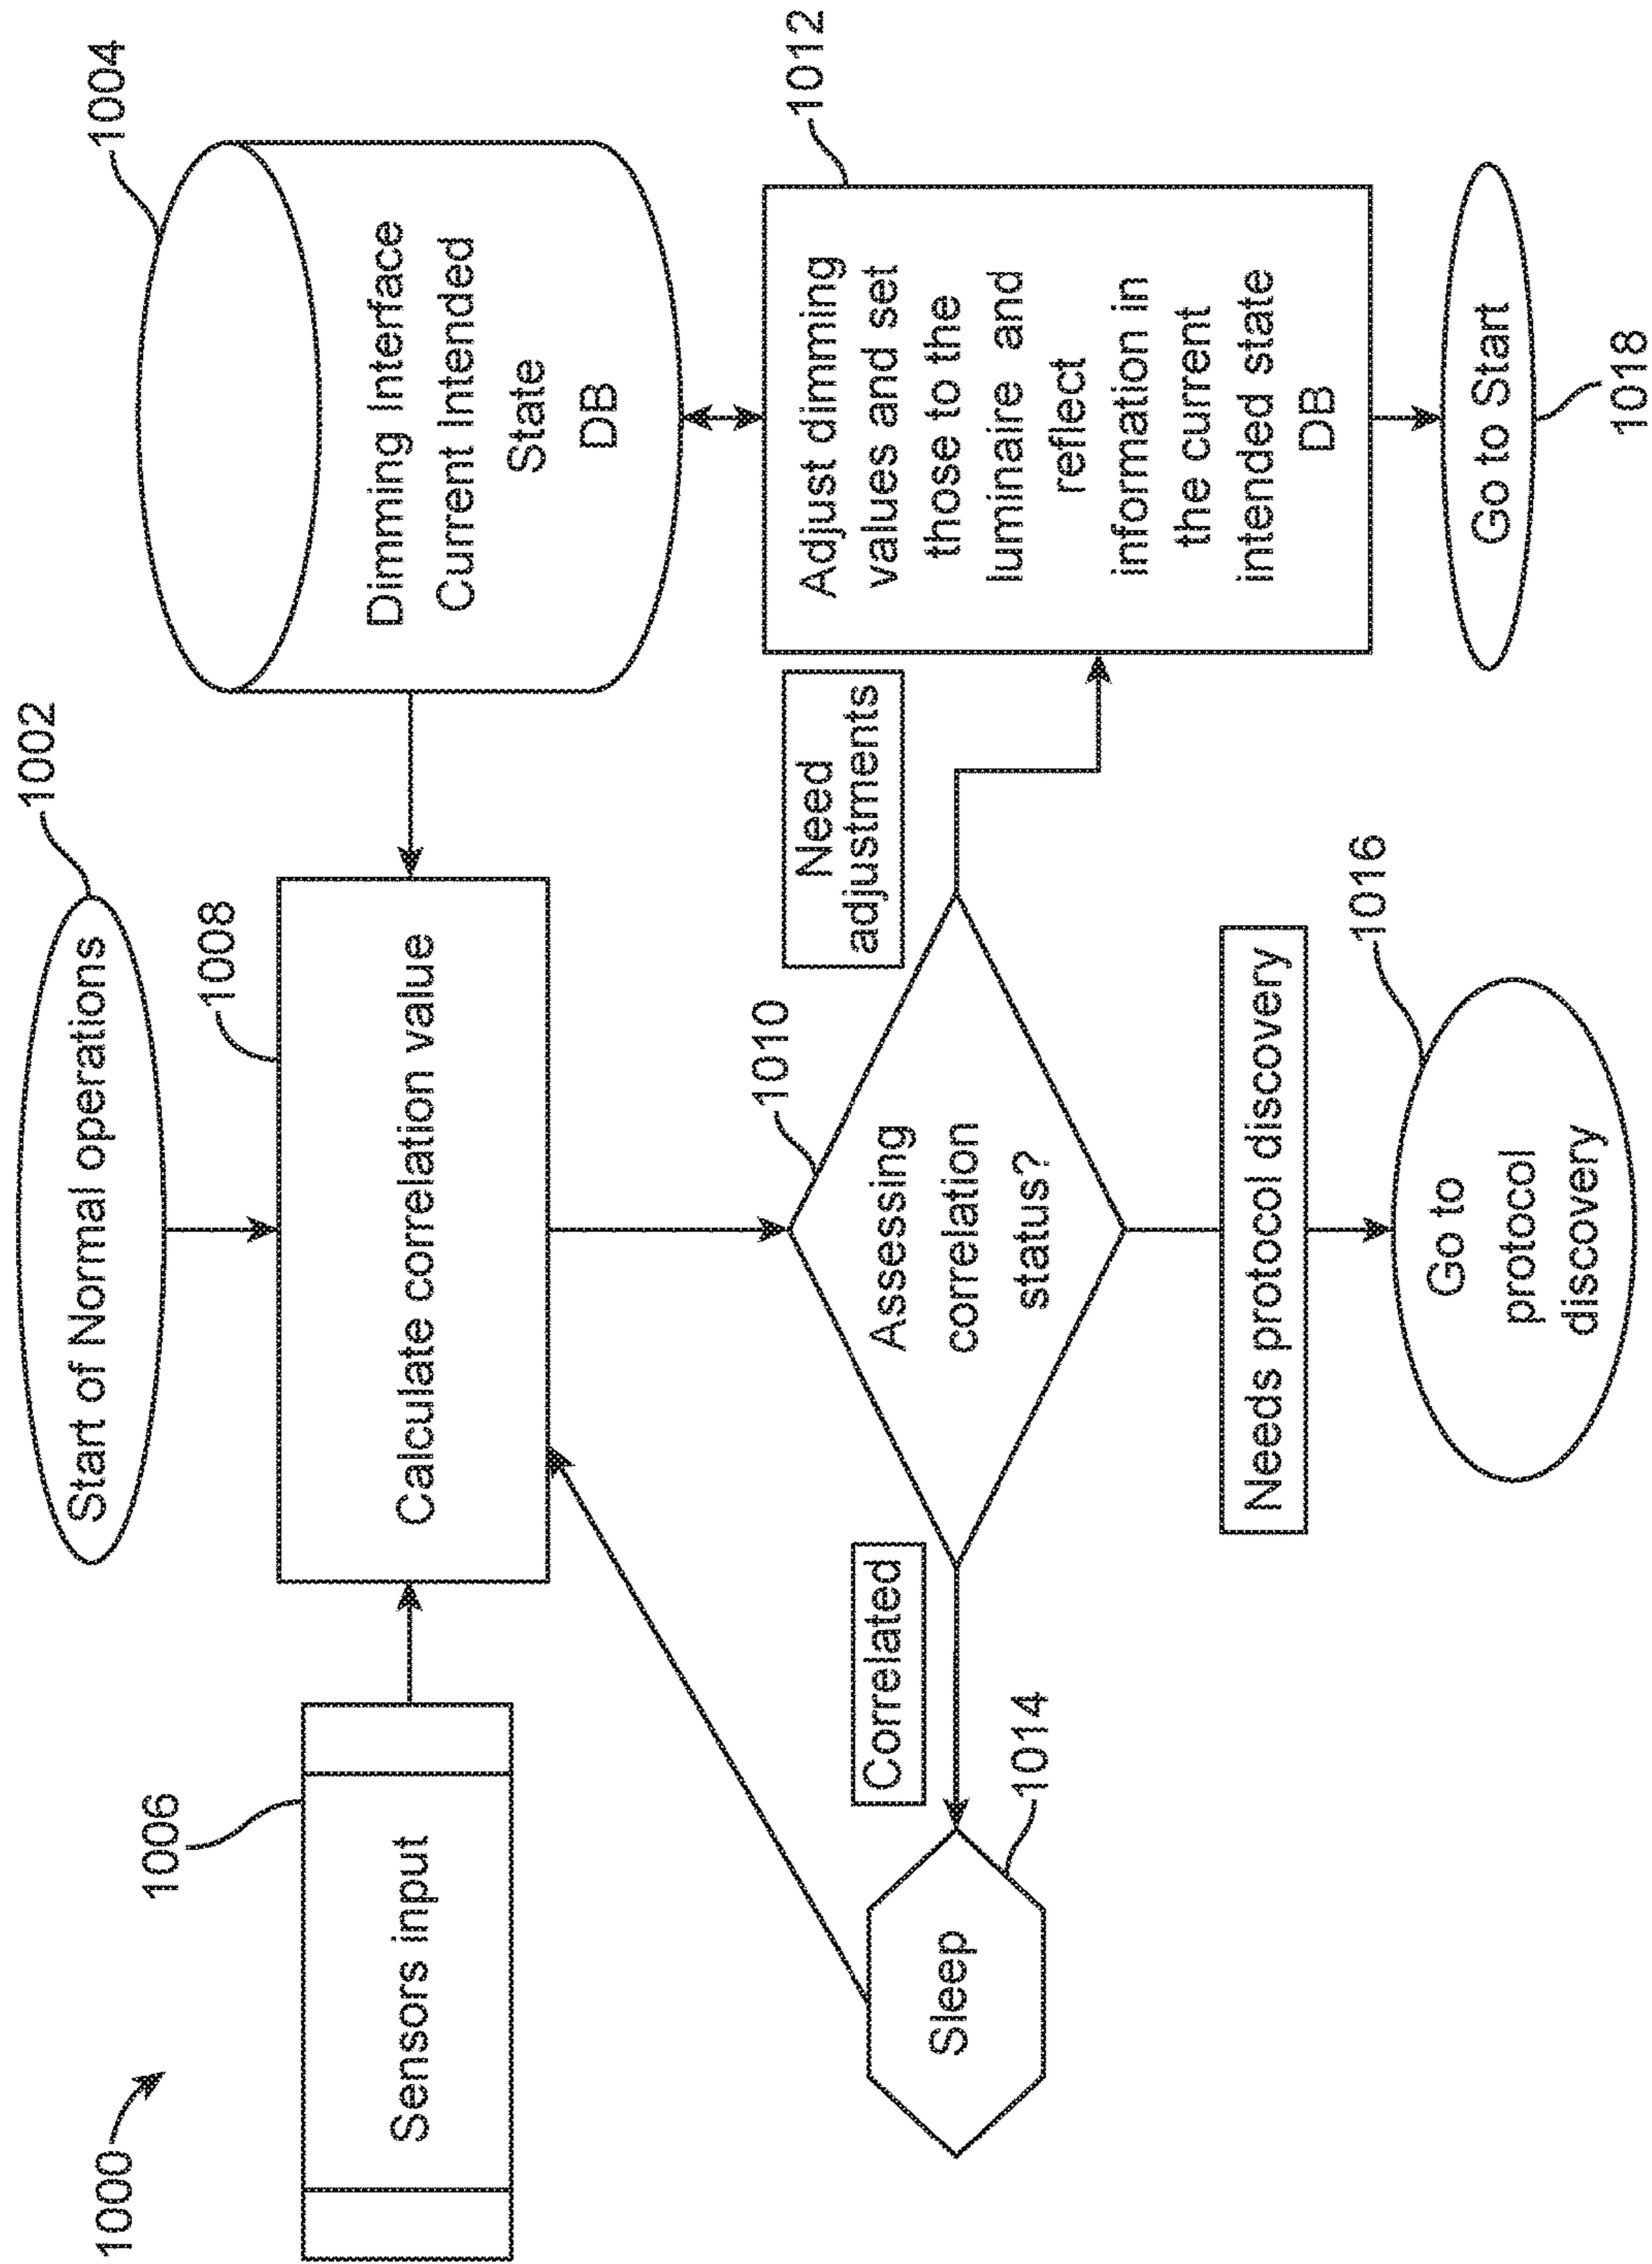 1000
Start of Normal operations
1002
1004
1006
1008
Sensors input
Calculate correlation value
Dimming Interface
Current Intended
State
DB
1010
1012
Correlated
Assessing
correlation
status?
Need
adjustments
Adjust dimming
values and set
those to the
luminaire and
reflect
information in
the current
intended state
DB
Sleep
1014
Needs protocol discovery
1016
Go to
protocol
discovery
Go to Start
1018